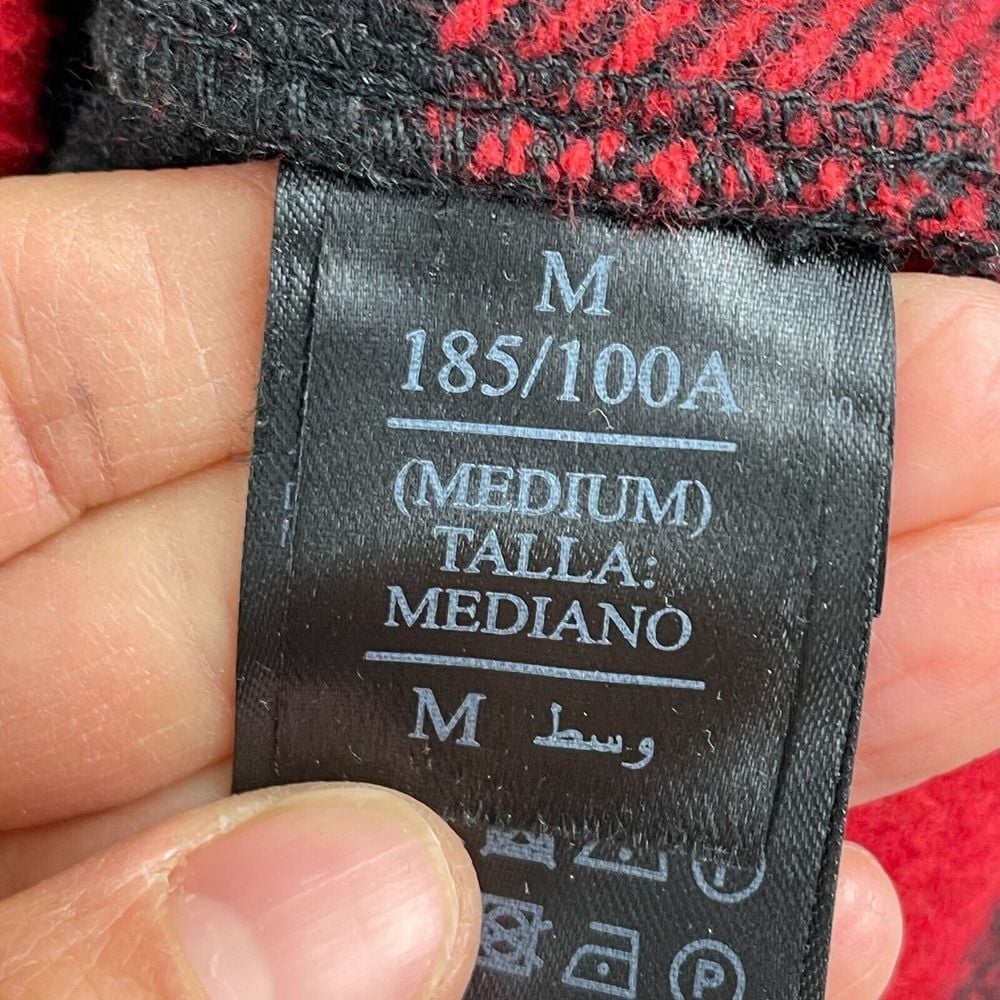 M
185/100A
(MEDIUM)
TALLA:
MEDIANO
M وسط
F
P